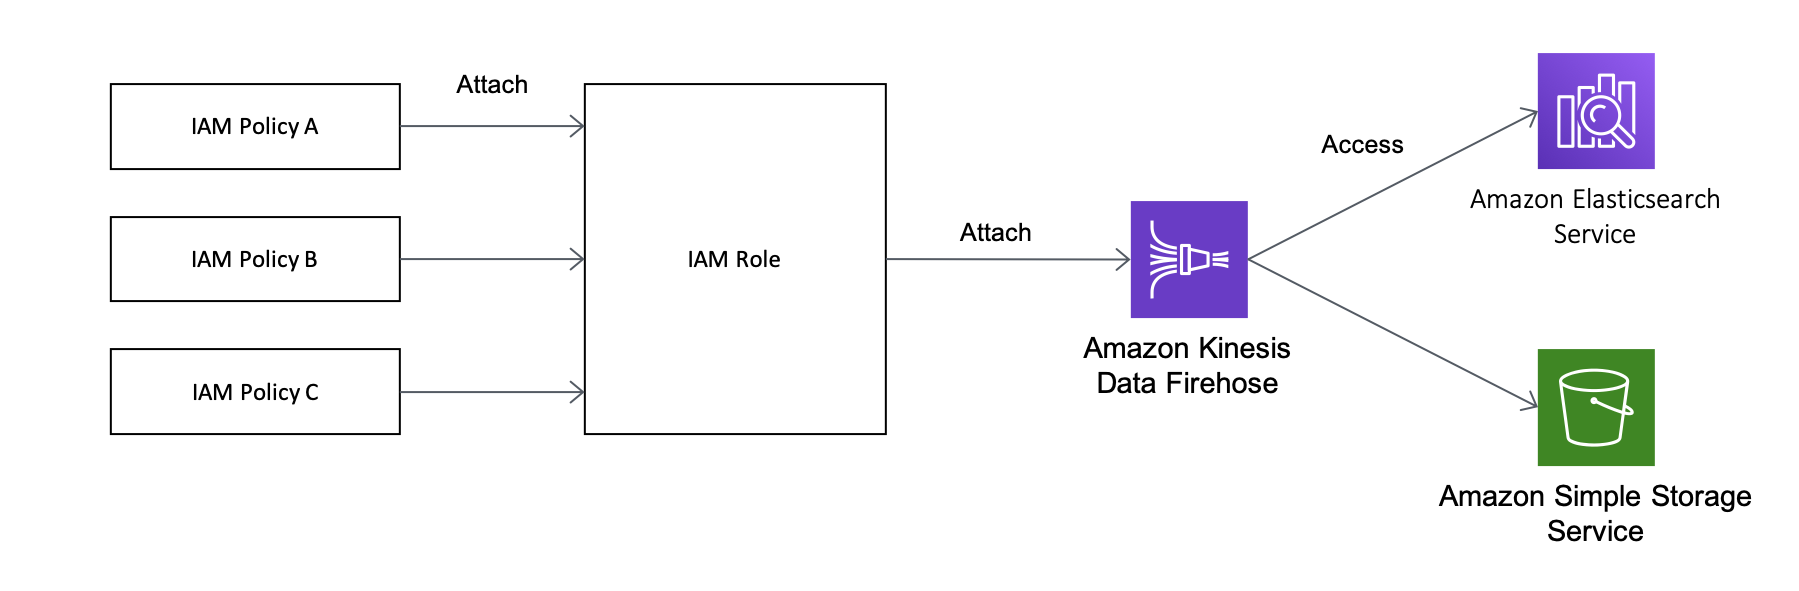 Attach
IAM Policy A
IAM Policy B
IAM Policy C
IAM Role
Attach
Amazon Kinesis
Data Firehose
Access
Amazon Elasticsearch
Service
Amazon Simple Storage
Service